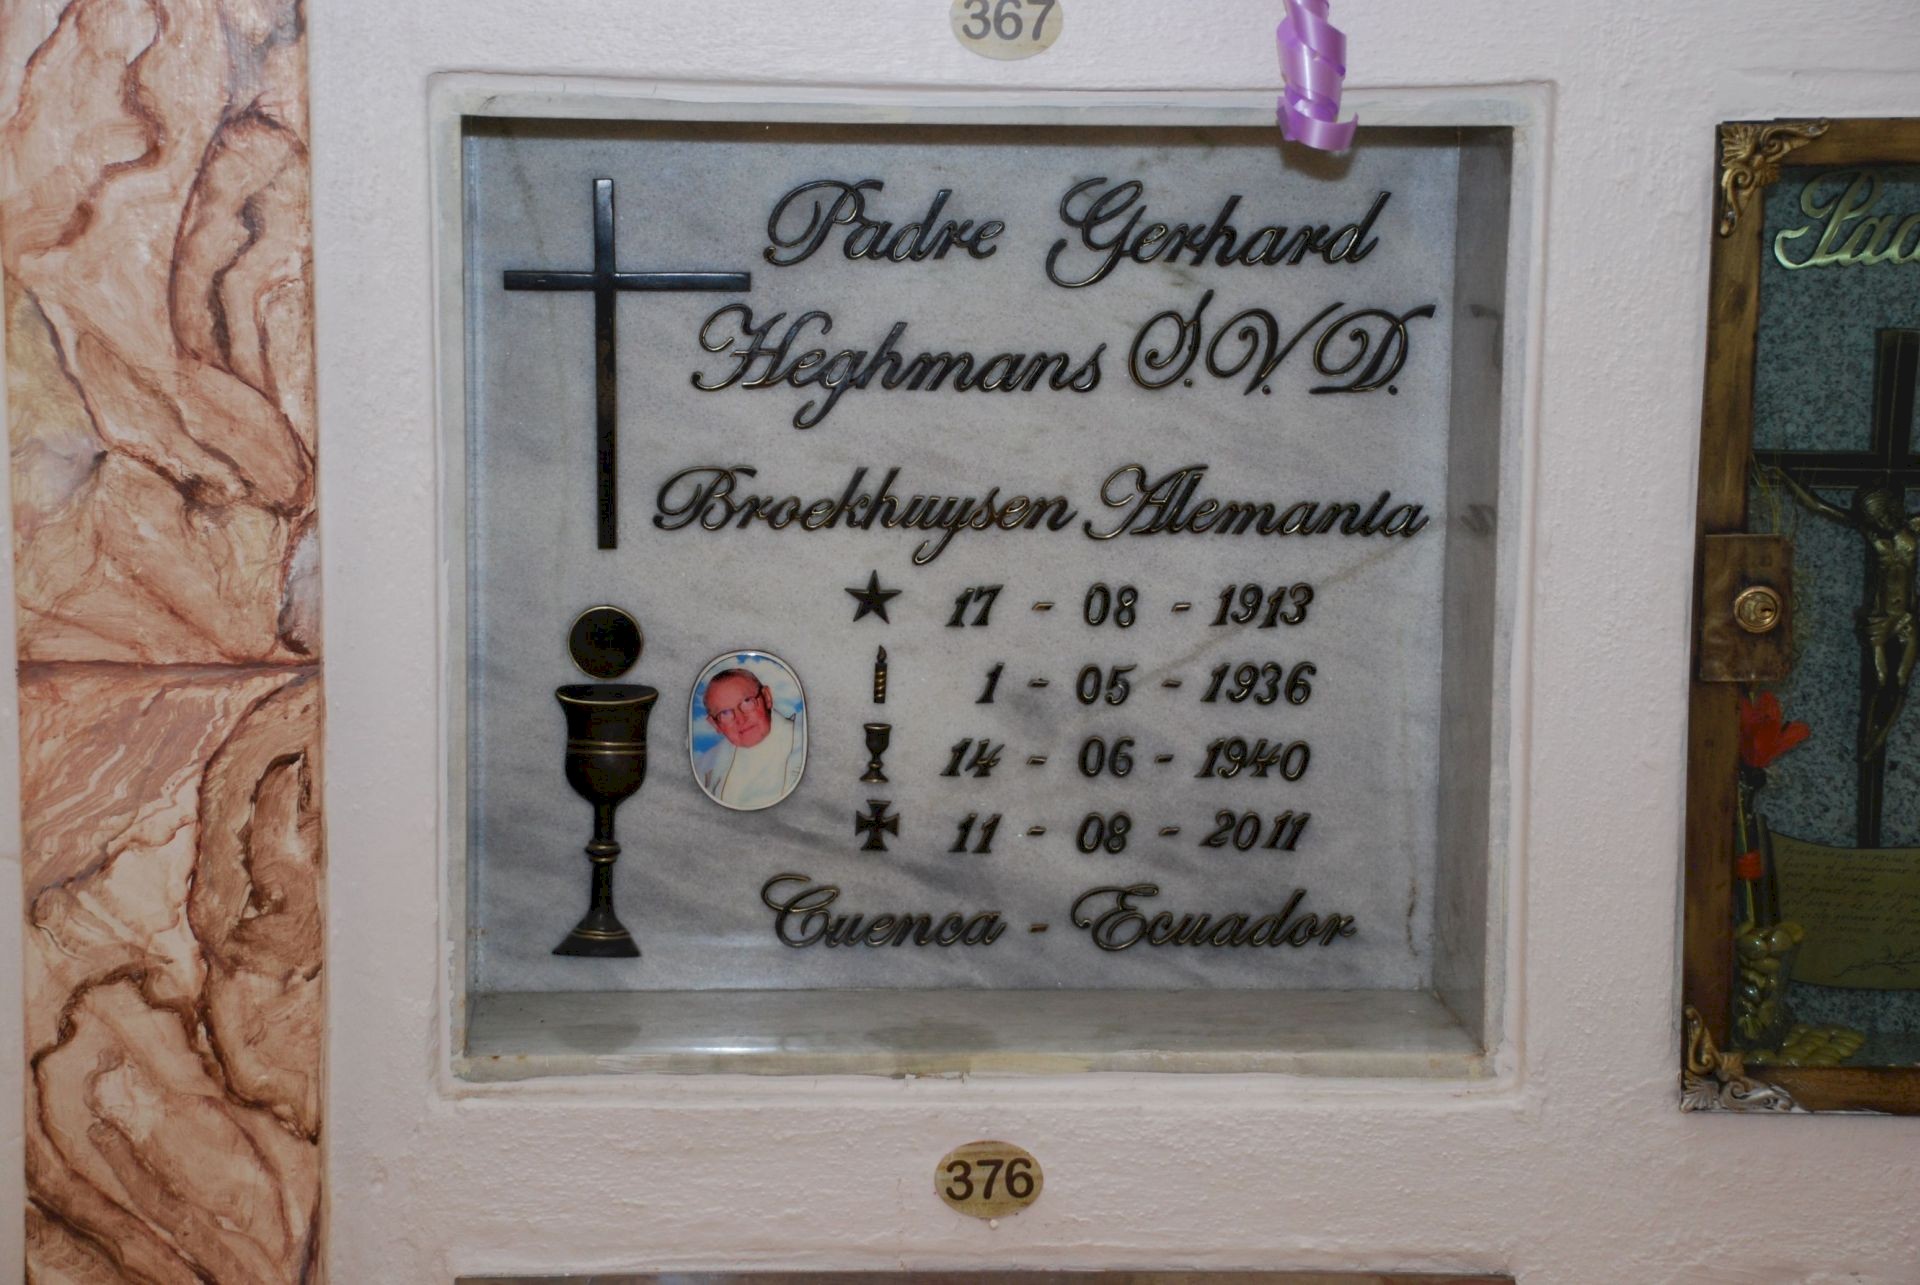 367
Padre Gerhard
Heghmans S.V.D.
Broekhuysen Alemania
17 - 08 - 1913
1 - 05 - 1936
14 - 06 - 1940
11 - 08 - 2011
Cuenca - Ecuador
376